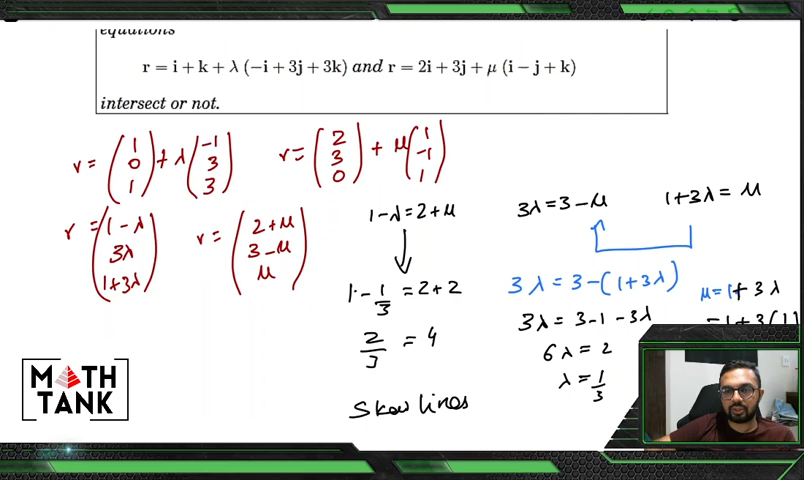 equations
r = i + k + λ (−i + 3j + 3k) and r = 2i + 3j + μ (i − j + k)
intersect or not.
r = (1 0 1) + λ (-1 3 3)
r = (2 3 0) + μ (1 -1 1)
r = (1-λ 3λ 1+3λ)
r = (2+μ 3-μ μ)
1-λ = 2+μ
1 - 1/3 = 2+2
2/3 = 4
Skew lines
3λ = 3-μ
1+3λ = μ
3λ = 3-(1+3λ)
3λ = 3-1-3λ
6λ = 2
λ = 1/3
μ = 1 + 3λ
= 1+3(1)
MATH
TANK